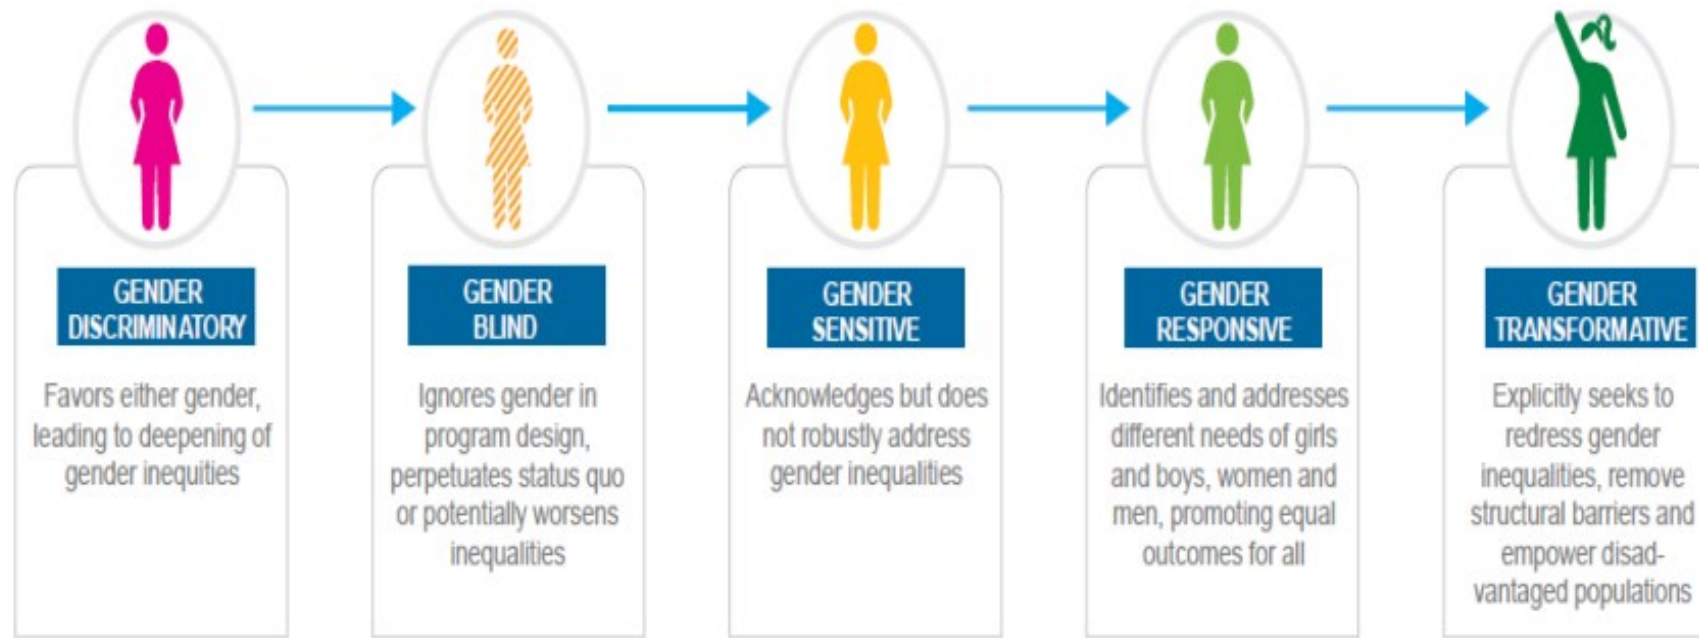 GENDER
DISCRIMINATORY
Favors either gender,
leading to deepening of
gender inequities
GENDER
BLIND
Ignores gender in
program design,
perpetuates status quo
or potentially worsens
inequalities
GENDER
SENSITIVE
Acknowledges but does
not robustly address
gender inequalities
GENDER
RESPONSIVE
Identifies and addresses
different needs of girls
and boys, women and
men, promoting equal
outcomes for all
GENDER
TRANSFORMATIVE
Explicitly seeks to
redress gender
inequalities, remove
structural barriers and
empower disad-
vantaged populations